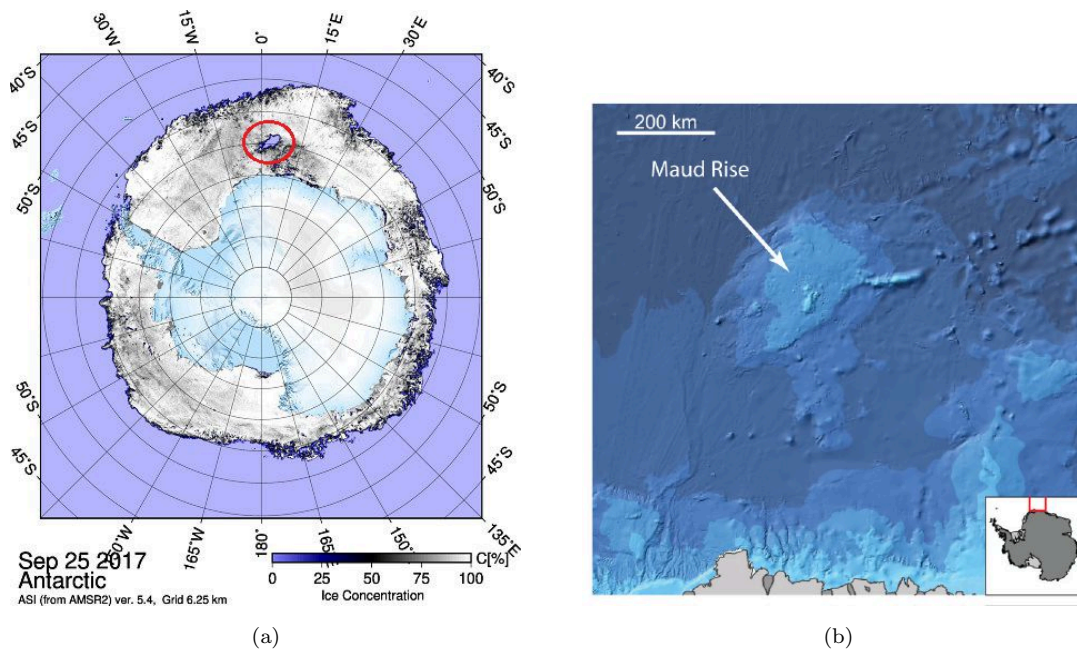 30°W
15°W
0°
15°E
30°E
40°S
45°S
50°S
40°S
45°S
50°S
50°S
45°S
50°S
45°S
165°W
180°
165°
150°
135°E
Sep 25 2017
Antarctic
ASI (from AMSR2) ver. 5.4, Grid 6.25 km
C[%]
0 25 50 75 100
Ice Concentration
(a)
200 km
Maud Rise
(b)